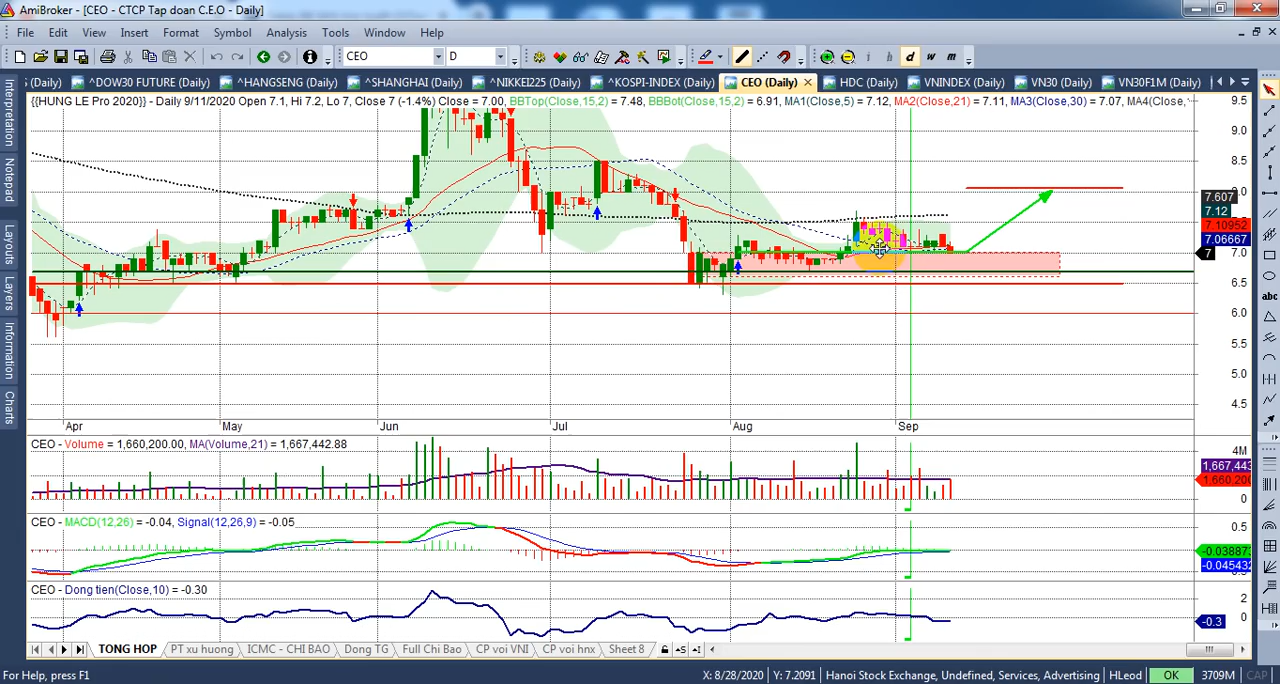 AmiBroker - [CEO - CTCP Tap doan C.E.O - Daily]
File Edit View Insert Format Symbol Analysis Tools Window Help
CEO D i h d w m
(Daily) ^DOW30 FUTURE (Daily) ^HANGSENG (Daily) ^SHANGHAI (Daily) ^NIKKEI225 (Daily) ^KOSPI-INDEX (Daily) CEO (Daily) HDC (Daily) VNINDEX (Daily) VN30 (Daily) VN30F1M (Daily)
{{HUNG LE Pro 2020}} - Daily 9/11/2020 Open 7.1, Hi 7.2, Lo 7, Close 7 (-1.4%) Close = 7.00, BBTop(Close,15,2) = 7.48, BBBot(Close,15,2) = 6.91, MA1(Close,5) = 7.12, MA2(Close,21) = 7.11, MA3(Close,30) = 7.07, MA4(Close,
Interpretation
Notepad
Layouts
Layers
Information
Charts
9.5
9.0
8.5
8.0
7.607
7.12
7.10952
7.06667
7
7.0
6.5
6.0
5.5
5.0
4.5
Apr May Jun Jul Aug Sep
CEO - Volume = 1,660,200.00, MA(Volume,21) = 1,667,442.88
4M
1,667,443
1,660,200
0
CEO - MACD(12,26) = -0.04, Signal(12,26,9) = -0.05
0.5
-0.038873
-0.045432
CEO - Dong tien(Close,10) = -0.30
2
0
-0.3
TONG HOP PT xu huong ICMC - CHI BAO Dong TG Full Chi Bao CP voi VNI CP voi hnx Sheet 8
For Help, press F1 X: 8/28/2020 Y: 7.2091 Hanoi Stock Exchange, Undefined, Services, Advertising HLeod OK 3709M CAP
abc